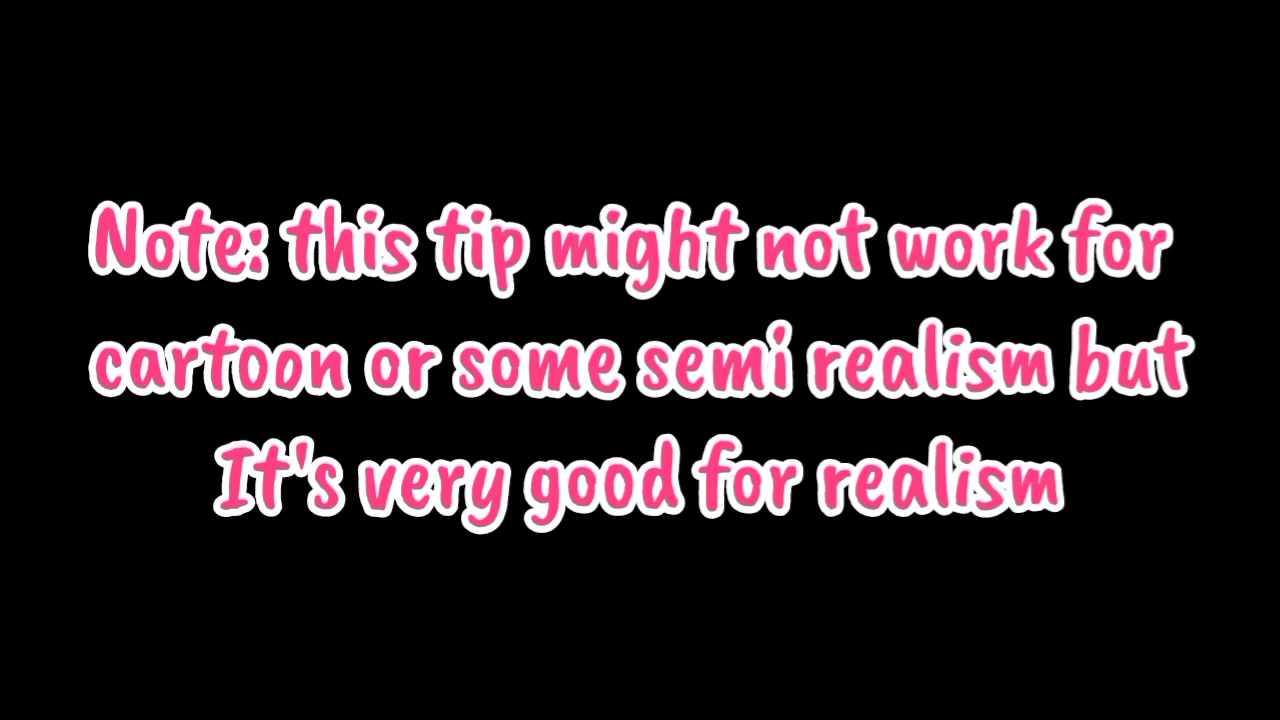 Note: this tip might not work for
cartoon or some semi realism but
It's very good for realism